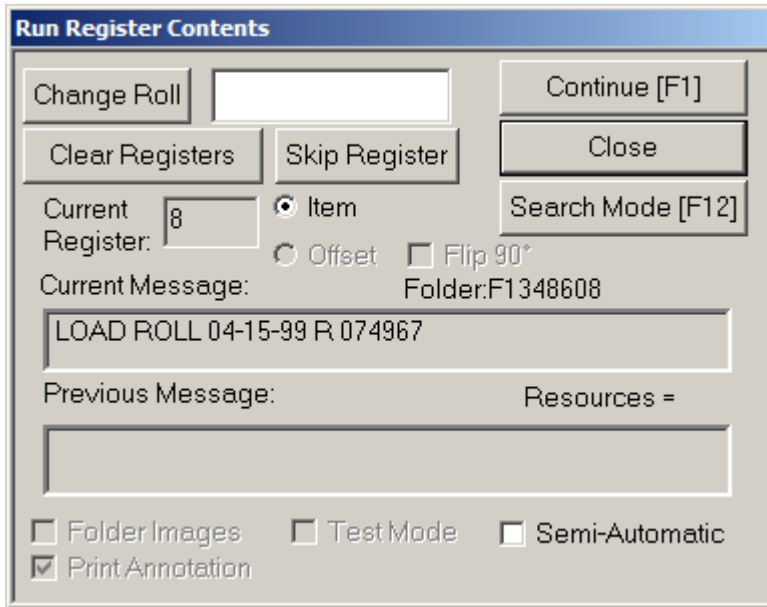 Run Register Contents
Change Roll
Continue [F1]
Clear Registers
Skip Register
Close
Current
Register:
8
Item
Search Mode [F12]
Offset
Flip 90°
Current Message:
Folder:F1348608
LOAD ROLL 04-15-99 R 074967
Previous Message:
Resources =
Folder Images
Test Mode
Semi-Automatic
Print Annotation